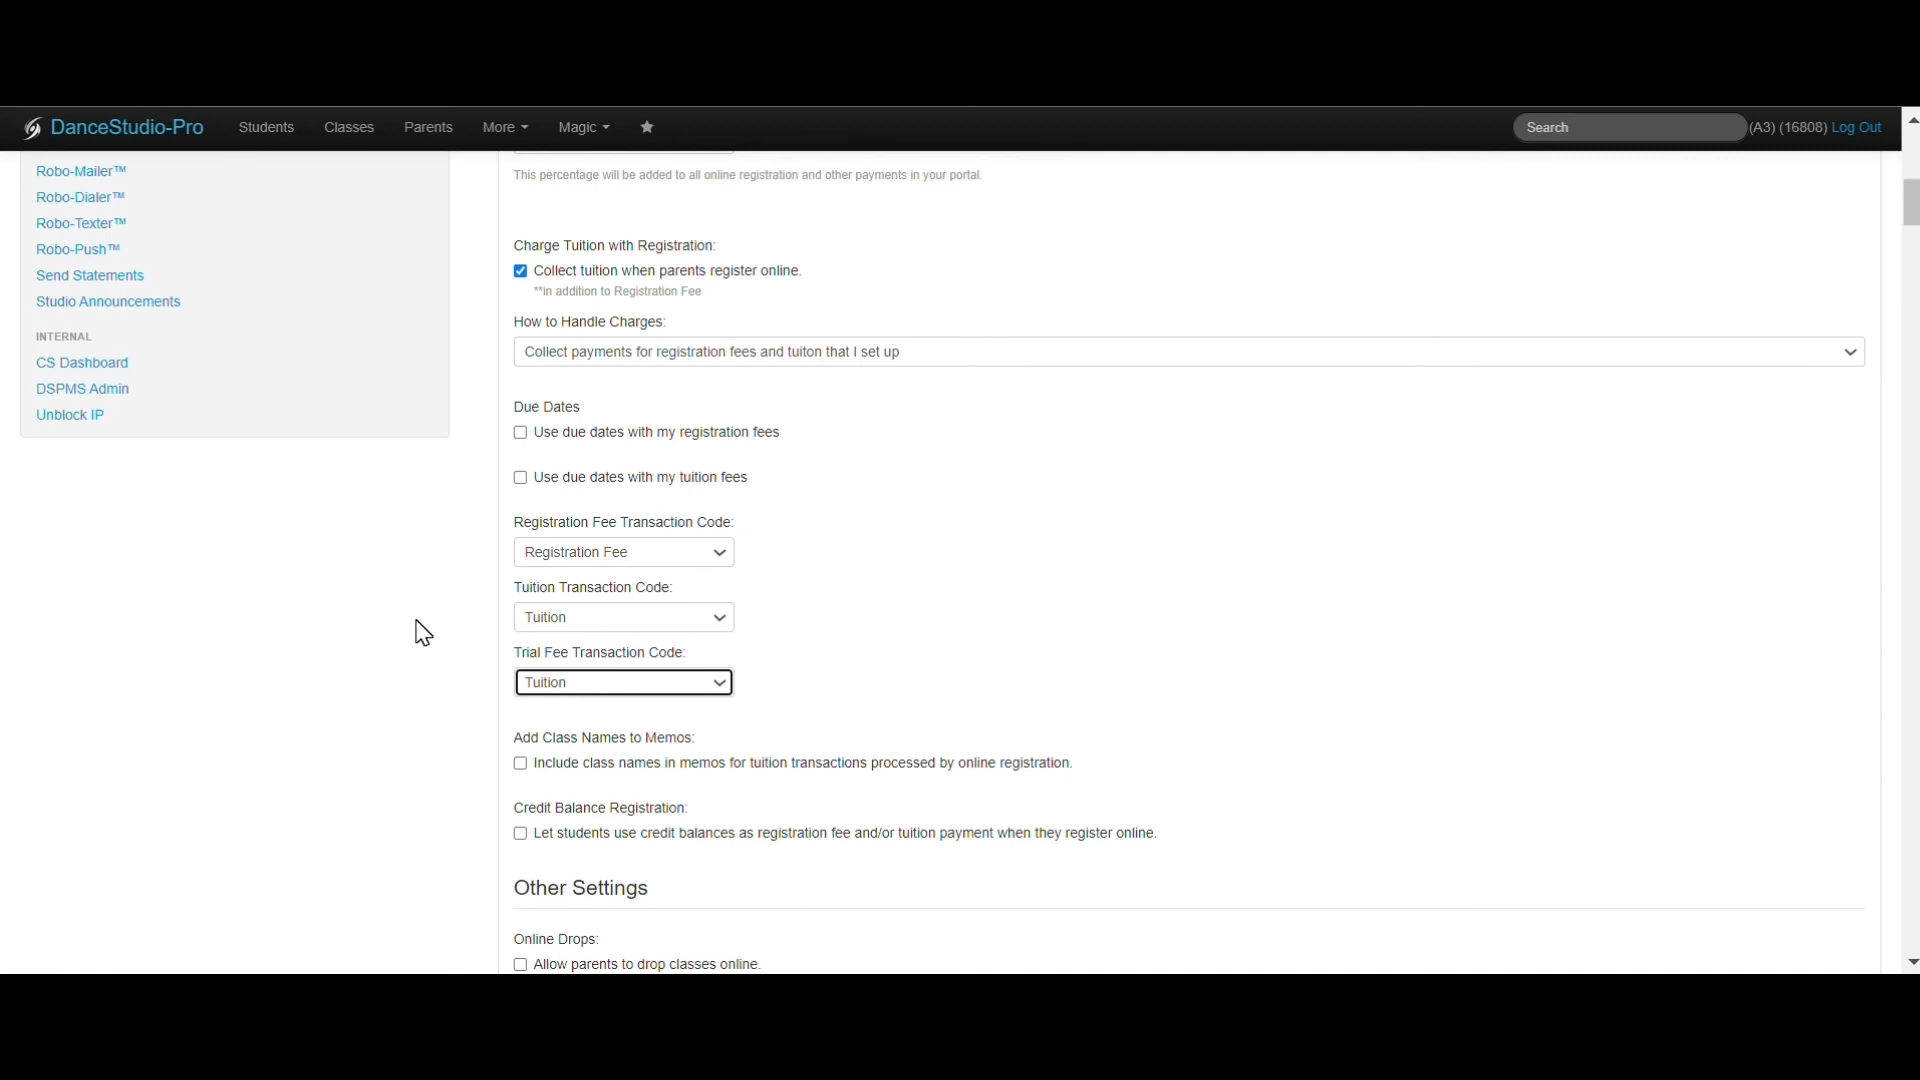 DanceStudio-Pro Students Classes Parents More Magic Search (A3) (16808) Log Out
Robo-Mailer™
Robo-Dialer™
Robo-Texter™
Robo-Push™
Send Statements
Studio Announcements
INTERNAL
CS Dashboard
DSPMS Admin
Unblock IP
This percentage will be added to all online registration and other payments in your portal.
Charge Tuition with Registration:
Collect tuition when parents register online.
**in addition to Registration Fee
How to Handle Charges:
Collect payments for registration fees and tuiton that I set up
Due Dates
Use due dates with my registration fees
Use due dates with my tuition fees
Registration Fee Transaction Code:
Registration Fee
Tuition Transaction Code:
Tuition
Trial Fee Transaction Code:
Tuition
Add Class Names to Memos:
Include class names in memos for tuition transactions processed by online registration.
Credit Balance Registration:
Let students use credit balances as registration fee and/or tuition payment when they register online.
Other Settings
Online Drops:
Allow parents to drop classes online.